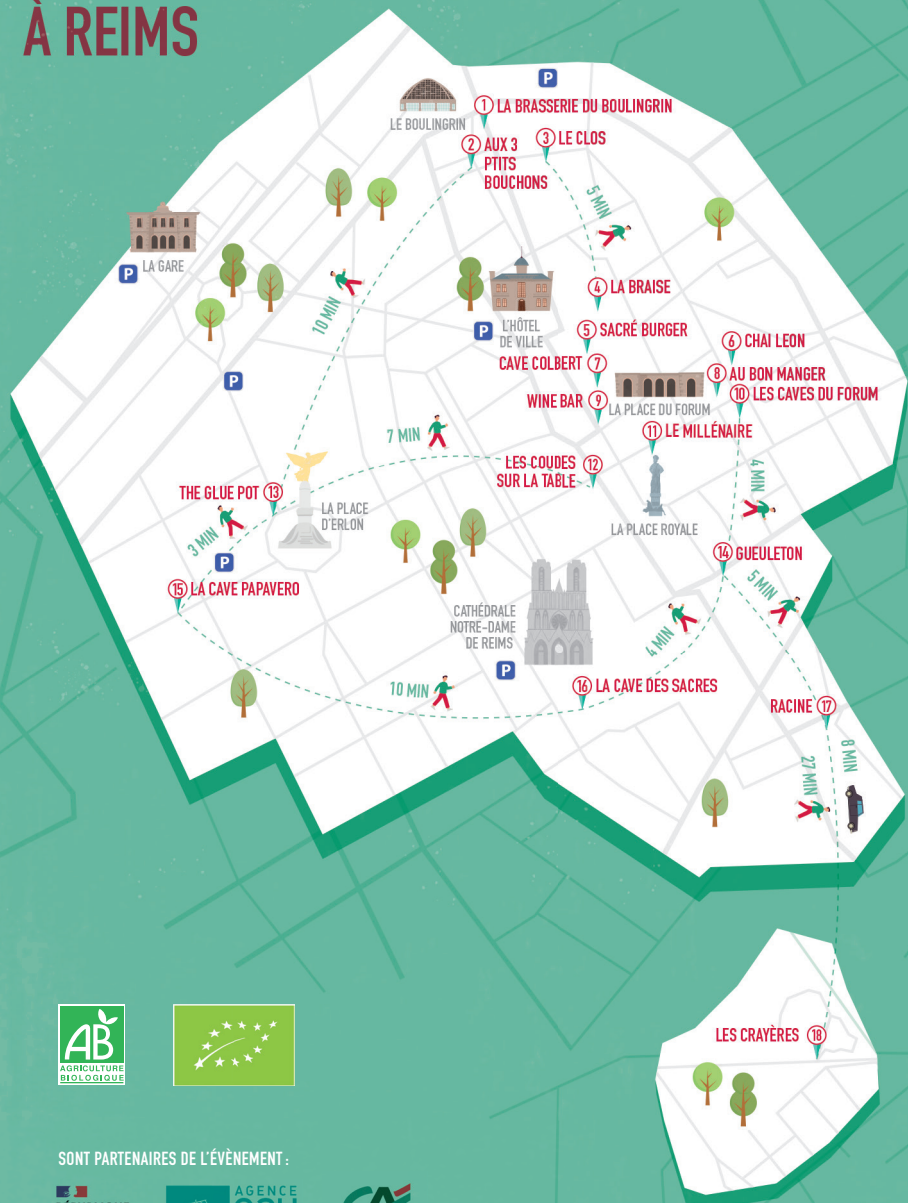 À REIMS
P
LE BOULINGRIN
1 LA BRASSERIE DU BOULINGRIN
2 AUX 3
PTITS
BOUCHONS
3 LE CLOS
5 MIN
LA GARE
P
10 MIN
4 LA BRAISE
P
L'HÔTEL
DE VILLE
5 SACRÉ BURGER
6 CHAI LEON
CAVE COLBERT 7
8 AU BON MANGER
P
WINE BAR 9
LA PLACE DU FORUM
10 LES CAVES DU FORUM
7 MIN
11 LE MILLÉNAIRE
LES COUDES
SUR LA TABLE 12
4 MIN
THE GLUE POT 13
LA PLACE
D'ERLON
LA PLACE ROYALE
3 MIN
P
14 GUEULETON
15 LA CAVE PAPAVERO
5 MIN
CATHÉDRALE
NOTRE-DAME
DE REIMS
4 MIN
P
10 MIN
16 LA CAVE DES SACRES
RACINE 17
8 MIN
27 MIN
LES CRAYÈRES 18
AB
AGRICULTURE
BIOLOGIQUE
SONT PARTENAIRES DE L'ÉVÈNEMENT :
AGENCE